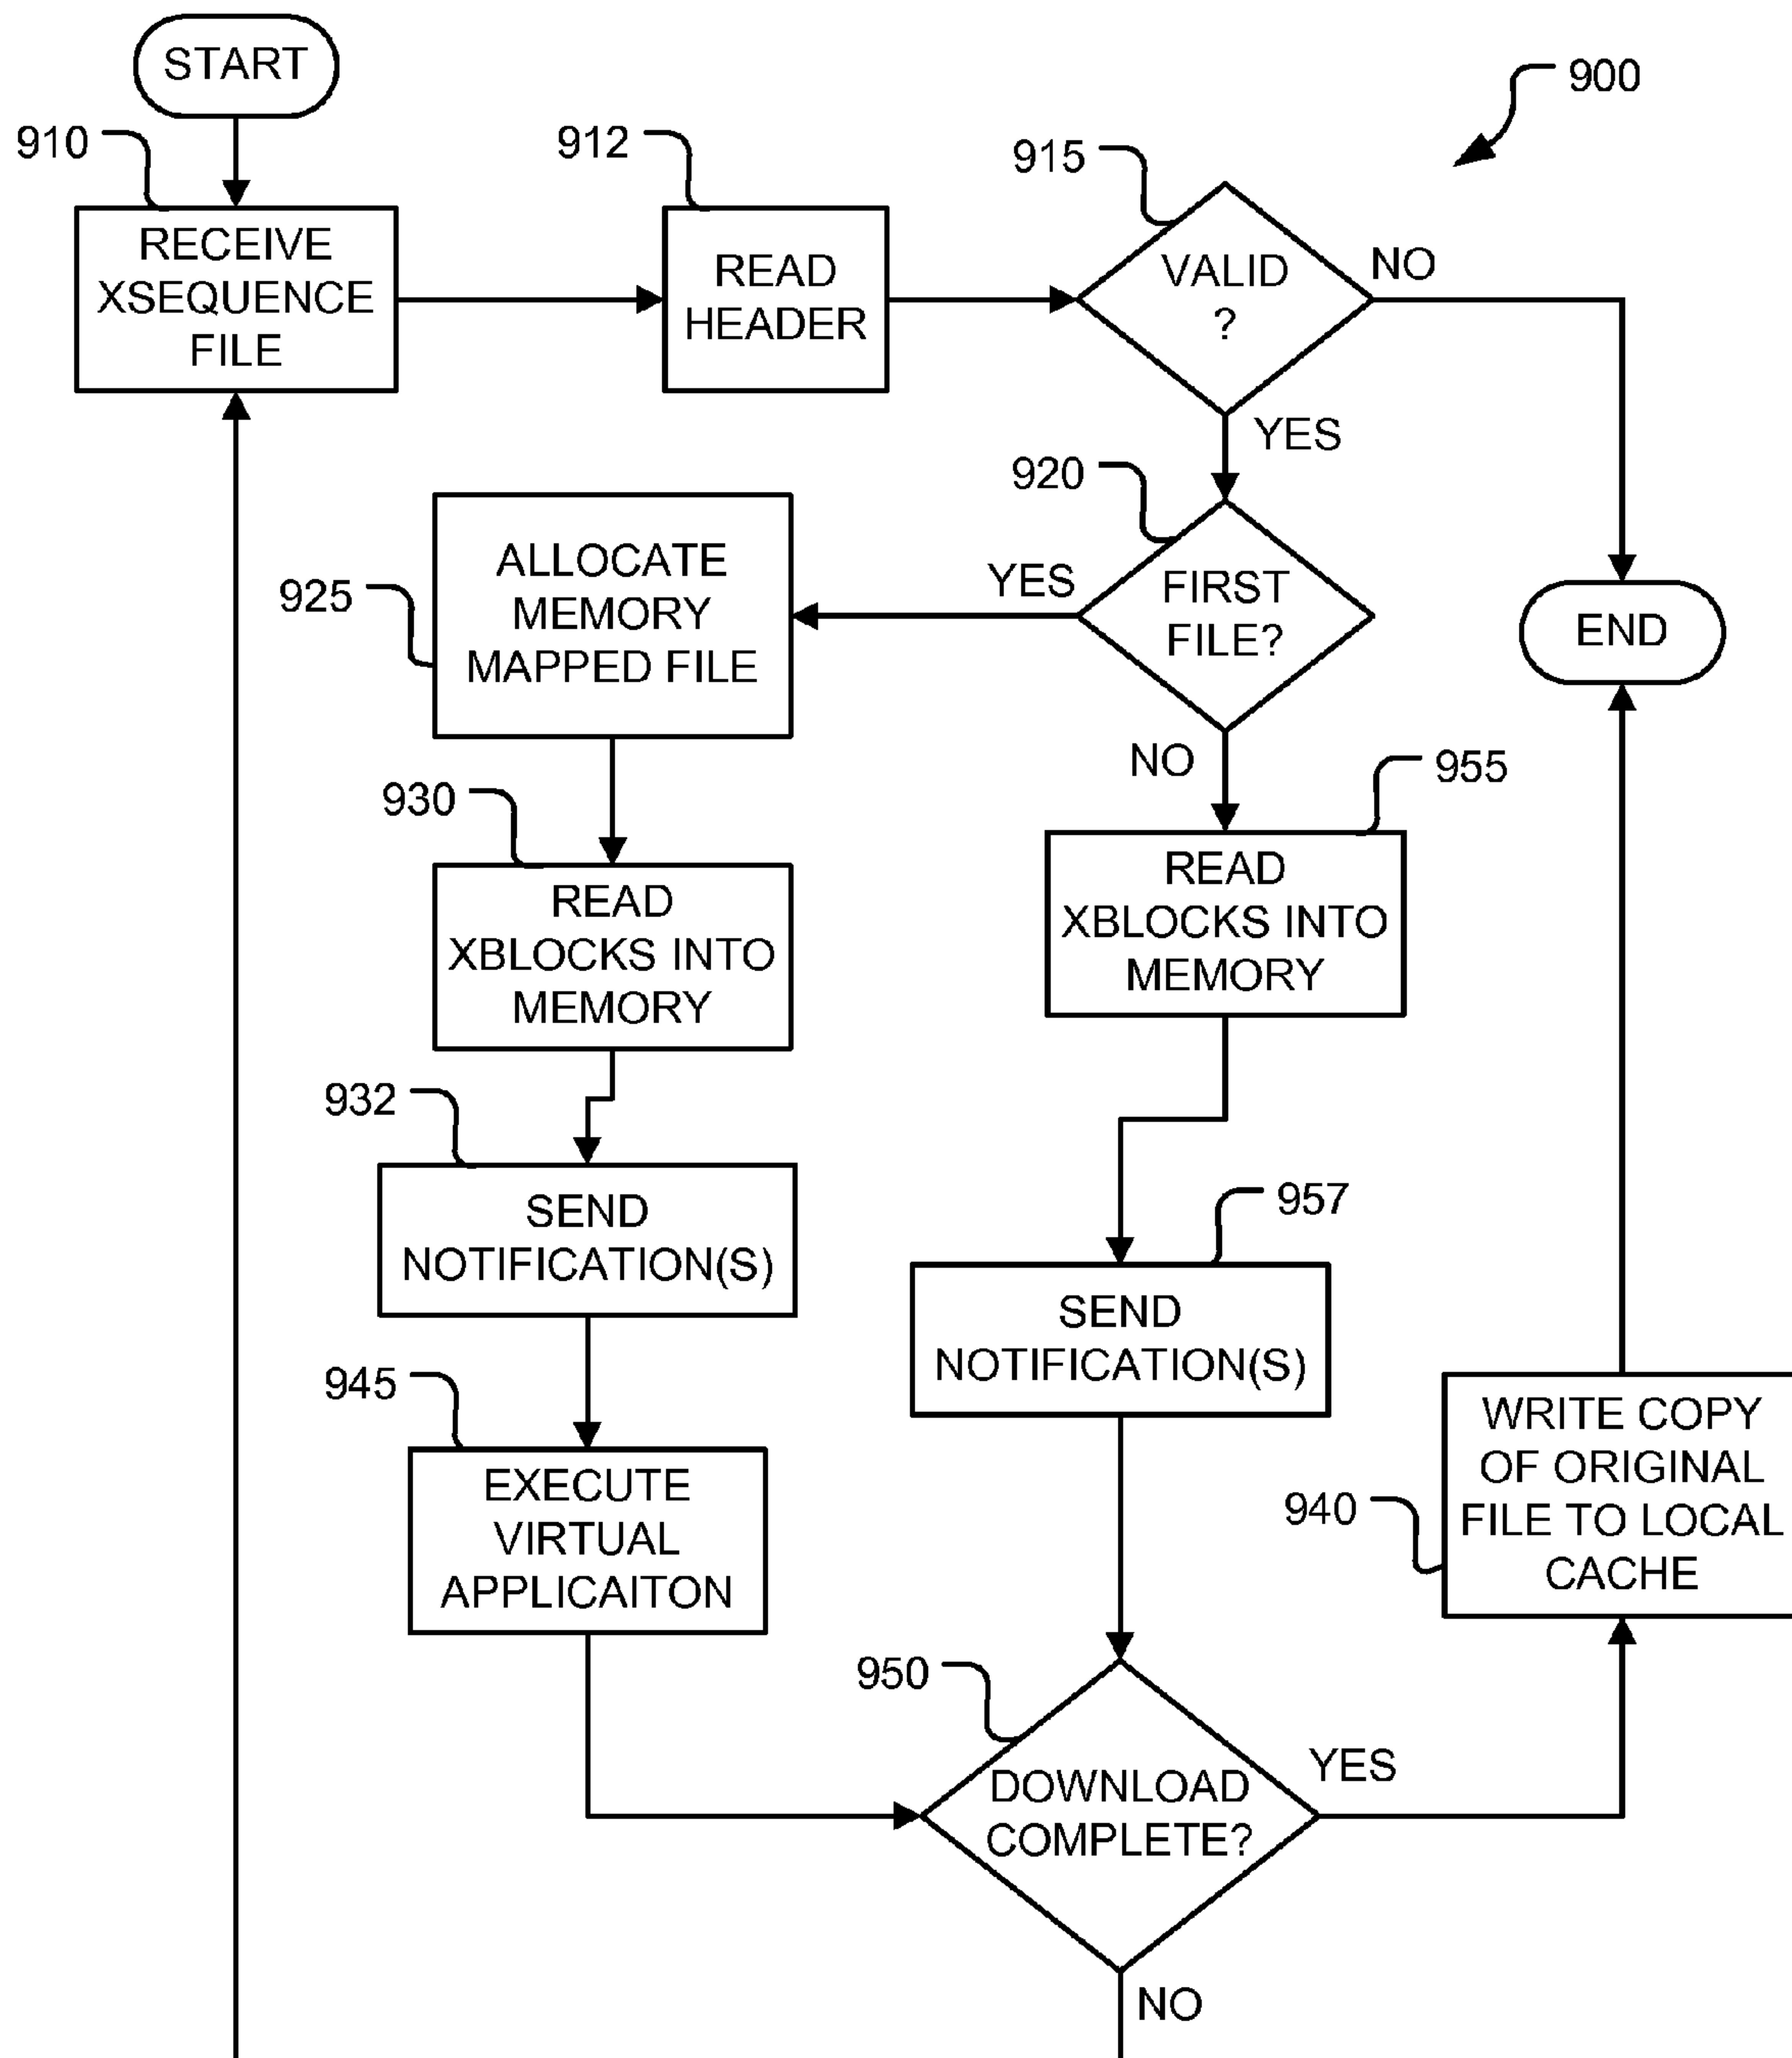 START
900
910
912
915
RECEIVE
XSEQUENCE
FILE
READ
HEADER
VALID
?
NO
YES
920
ALLOCATE
MEMORY
MAPPED FILE
925
YES
FIRST
FILE?
END
NO
930
955
READ
XBLOCKS INTO
MEMORY
READ
XBLOCKS INTO
MEMORY
932
SEND
NOTIFICATION(S)
957
SEND
NOTIFICATION(S)
945
EXECUTE
VIRTUAL
APPLICAITON
WRITE COPY
OF ORIGINAL
FILE TO LOCAL
CACHE
940
950
DOWNLOAD
COMPLETE?
YES
NO